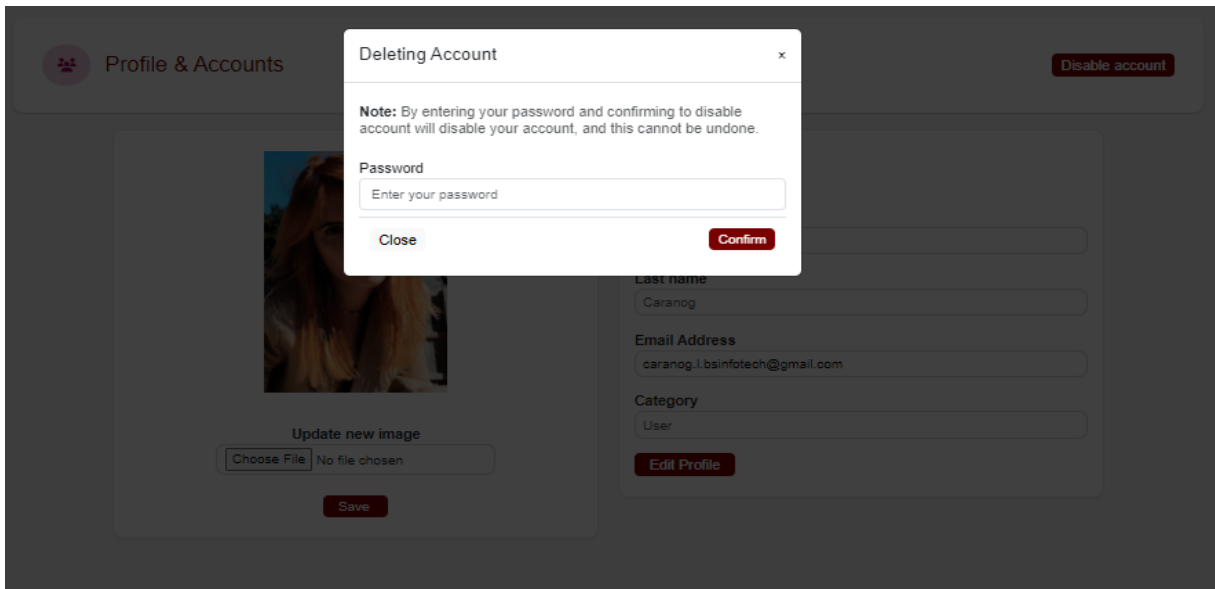 Profile & Accounts
Disable account
Deleting Account
×
Note: By entering your password and confirming to disable
account will disable your account, and this cannot be undone.
Password
Enter your password
Close
Confirm
Update new image
Choose File No file chosen
Save
Last name
Caranog
Email Address
caranog.l.bsinfotech@gmail.com
Category
User
Edit Profile